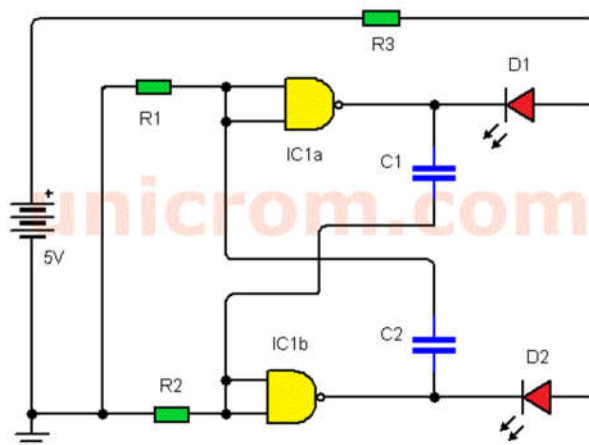 R3
D1
R1
IC1a
C1
+
unicrom.com
5V
C2
IC1b
D2
R2